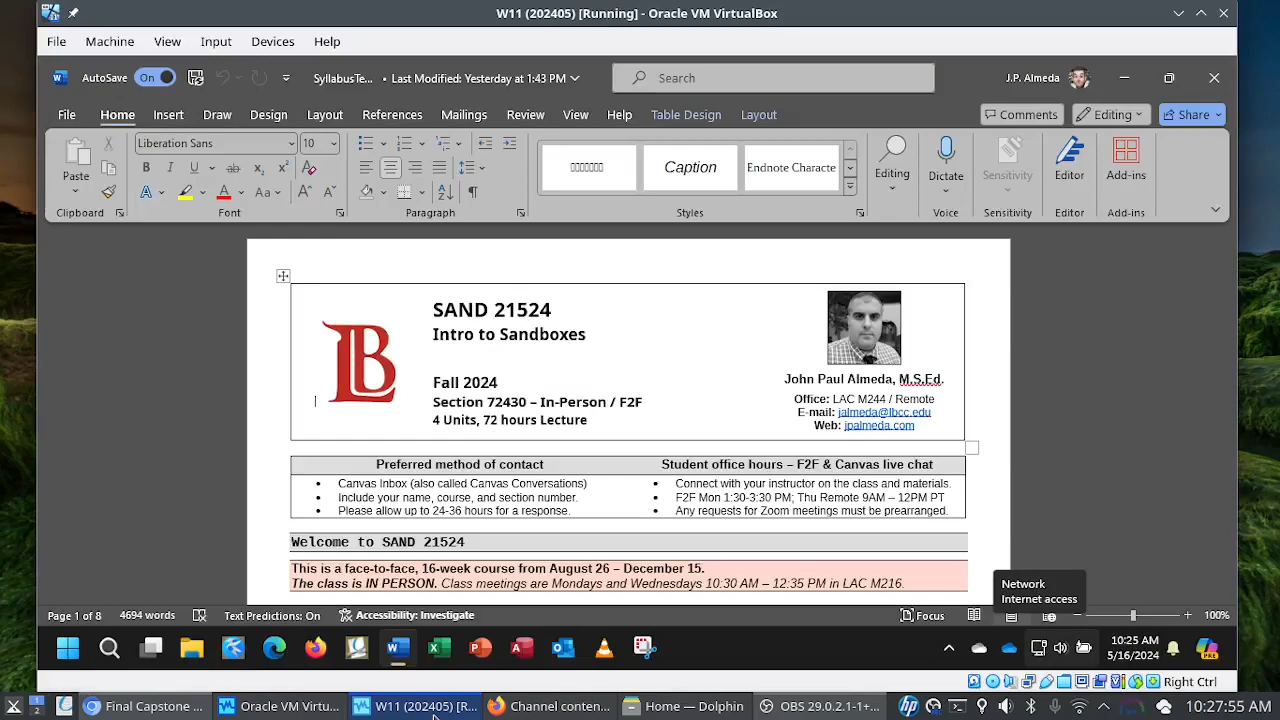 W11 (202405) [Running] - Oracle VM VirtualBox
File Machine View Input Devices Help
AutoSave On SyllabusTe... • Last Modified: Yesterday at 1:43 PM Search J.P. Almeda
File Home Insert Draw Design Layout References Mailings Review View Help Table Design Layout Comments Editing Share
Liberation Sans 10
Paste
Caption Endnote Characte
Editing Dictate Sensitivity Editor Add-ins
Clipboard Font Paragraph Styles Voice Sensitivity Editor Add-ins
LB
SAND 21524
Intro to Sandboxes
Fall 2024
Section 72430 – In-Person / F2F
4 Units, 72 hours Lecture
John Paul Almeda, M.S.Ed.
Office: LAC M244 / Remote
E-mail: jalmeda@lbcc.edu
Web: jpalmeda.com
Preferred method of contact
• Canvas Inbox (also called Canvas Conversations)
• Include your name, course, and section number.
• Please allow up to 24-36 hours for a response.
Student office hours – F2F & Canvas live chat
• Connect with your instructor on the class and materials.
• F2F Mon 1:30-3:30 PM; Thu Remote 9AM – 12PM PT
• Any requests for Zoom meetings must be prearranged.
Welcome to SAND 21524
This is a face-to-face, 16-week course from August 26 – December 15.
The class is IN PERSON. Class meetings are Mondays and Wednesdays 10:30 AM – 12:35 PM in LAC M216.
Network
Internet access
Page 1 of 8 4694 words Text Predictions: On Accessibility: Investigate Focus 100%
10:25 AM
5/16/2024
Right Ctrl
Final Capstone ... Oracle VM Virtu... W11 (202405) [R... Channel conten... Home — Dolphin OBS 29.0.2.1-1+... 10:27:55 AM